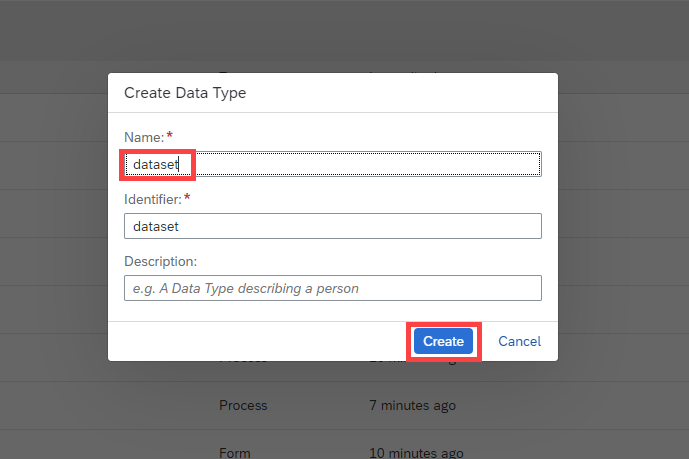 Create Data Type
Name:*
dataset
Identifier:*
dataset
Description:
e.g. A Data Type describing a person
Create Cancel
Process
Process 7 minutes ago
Form 10 minutes ago